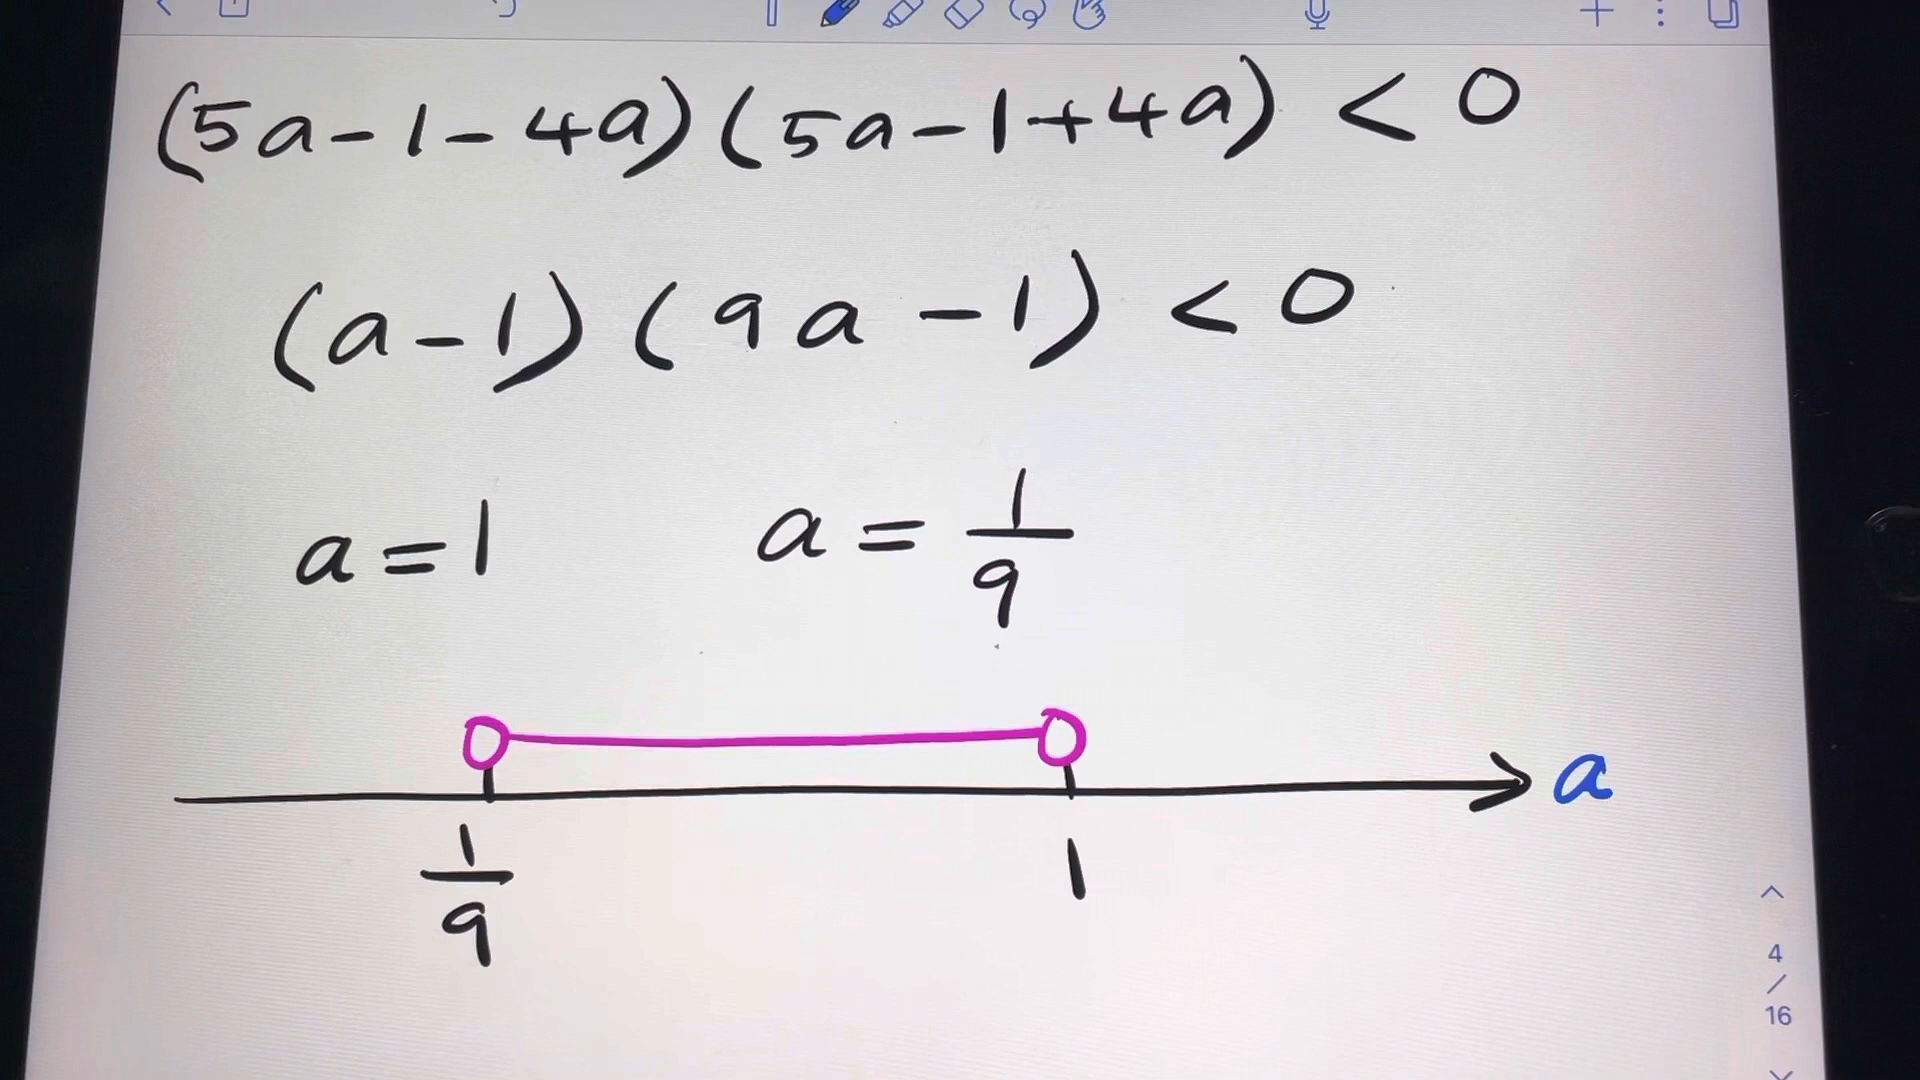 (5a-1-4a)(5a-1+4a) < 0
(a-1)(9a-1) < 0
a=1 a = 1/9
a
1/9 1
4
/
16